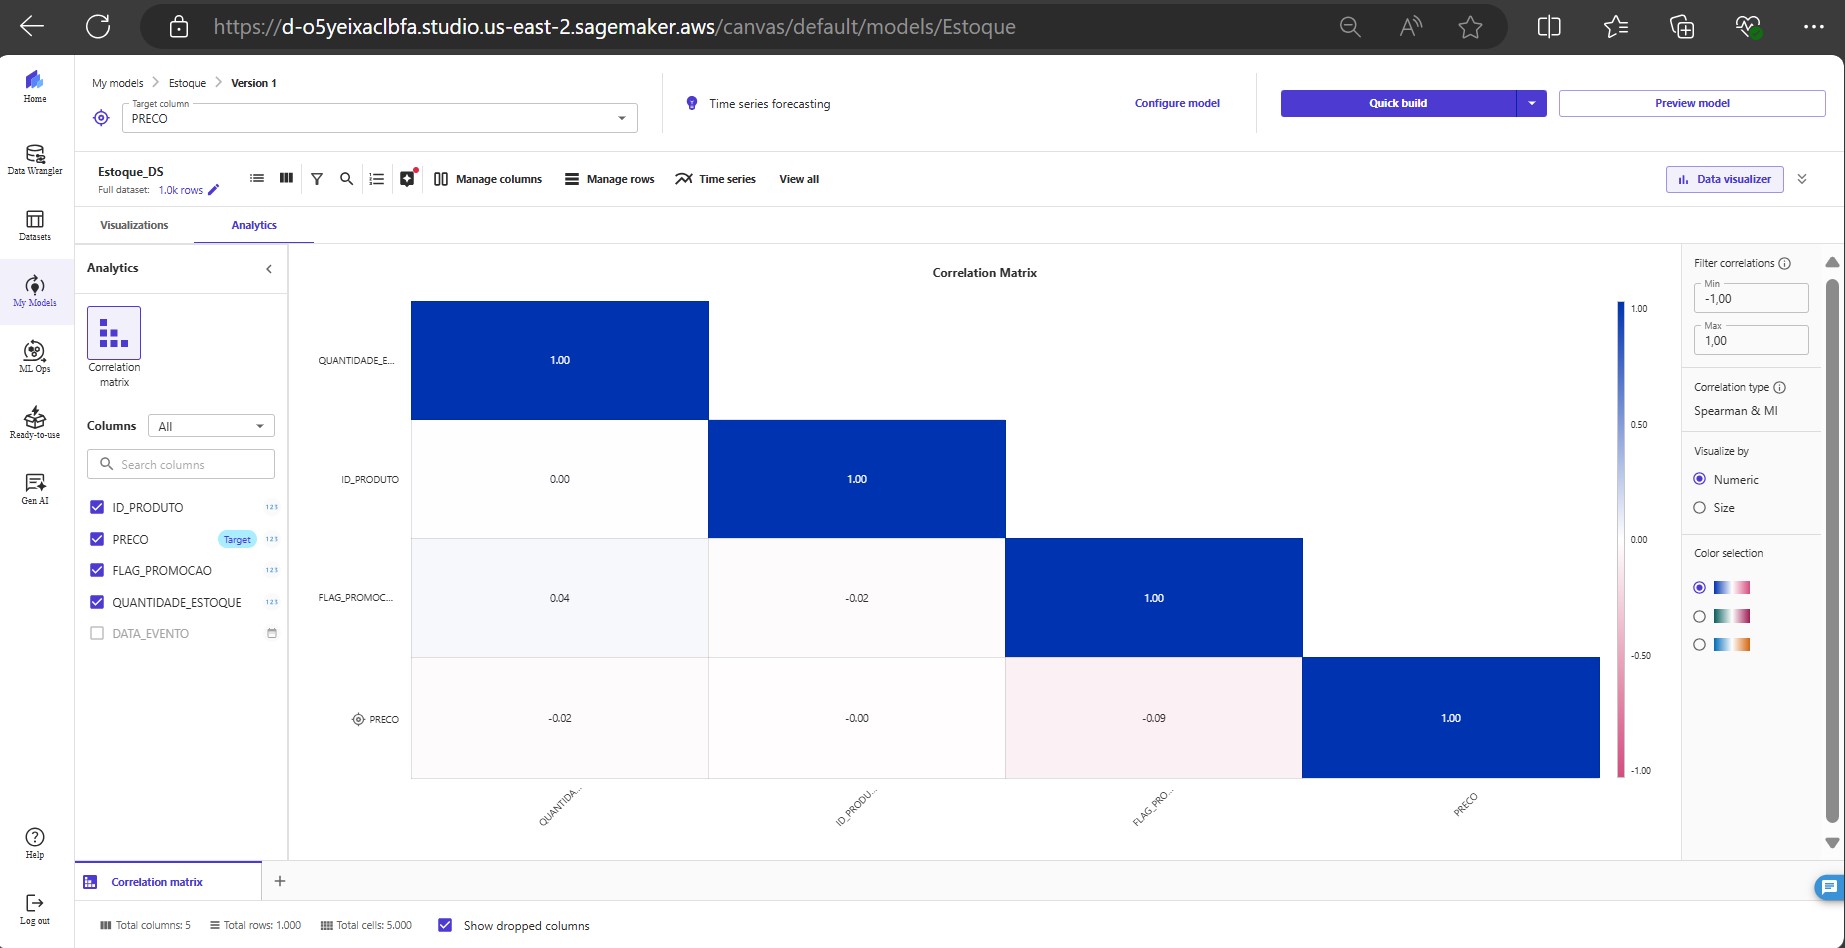 https://d-o5yeixaclbfa.studio.us-east-2.sagemaker.aws/canvas/default/models/Estoque
Home
Data Wrangler
Datasets
My Models
ML Ops
Ready-to-use
Gen AI
Help
Log out
My models > Estoque > Version 1
Target column
PRECO
Time series forecasting
Configure model
Quick build
Preview model
Estoque_DS
Full dataset: 1.0k rows
Manage columns
Manage rows
Time series
View all
Data visualizer
Visualizations
Analytics
Analytics
Correlation
matrix
Columns
All
Search columns
ID_PRODUTO 123
PRECO Target 123
FLAG_PROMOCAO 123
QUANTIDADE_ESTOQUE 123
DATA_EVENTO
Correlation Matrix
QUANTIDADE_E...
1.00
ID_PRODUTO
0.00 1.00
FLAG_PROMOC...
0.04 -0.02 1.00
PRECO
-0.02 -0.00 -0.09 1.00
QUANTIDA...
ID_PRODU...
FLAG_PRO...
PRECO
1.00
0.50
0.00
-0.50
-1.00
Filter correlations
Min
-1,00
Max
1,00
Correlation type
Spearman & MI
Visualize by
Numeric
Size
Color selection
Correlation matrix
Total columns: 5
Total rows: 1.000
Total cells: 5.000
Show dropped columns